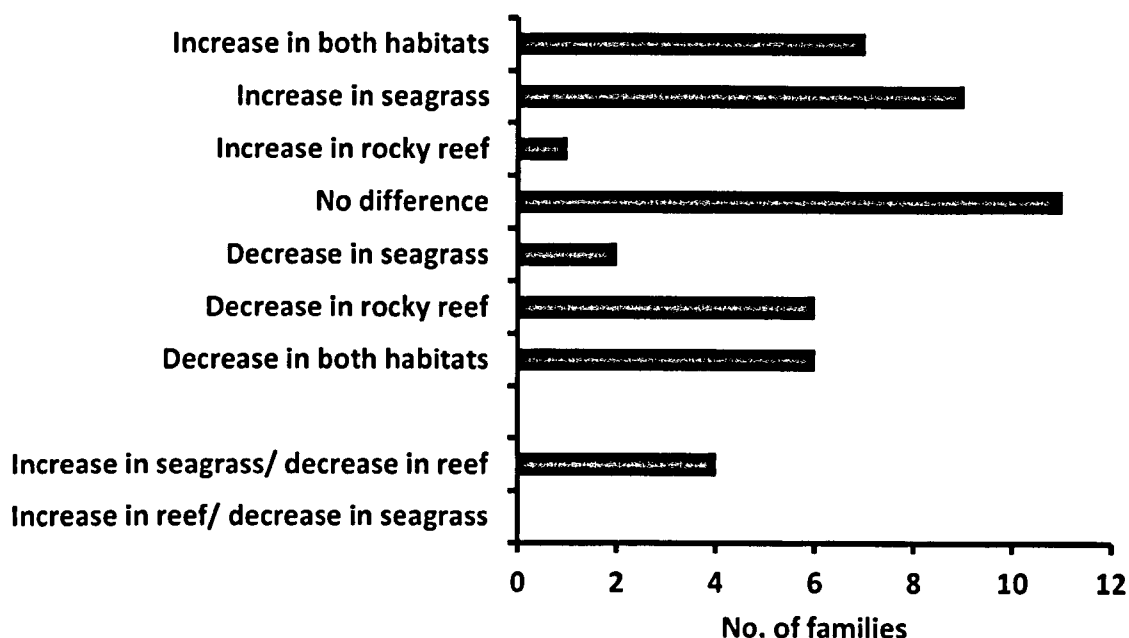 Increase in both habitats
Increase in seagrass
Increase in rocky reef
No difference
Decrease in seagrass
Decrease in rocky reef
Decrease in both habitats
Increase in seagrass/ decrease in reef
Increase in reef/ decrease in seagrass
0 2 4 6 8 10 12
No. of families